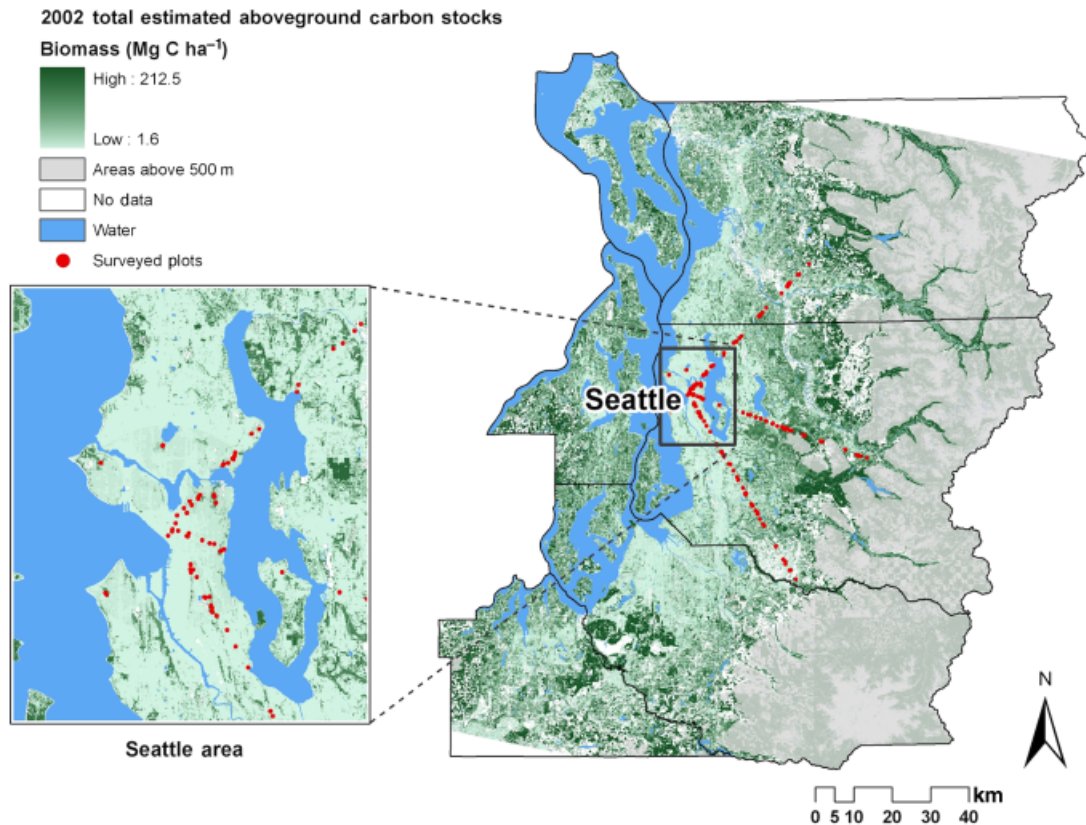 2002 total estimated aboveground carbon stocks
Biomass (Mg C ha⁻¹)
High : 212.5
Low : 1.6
Areas above 500 m
No data
Water
Surveyed plots
Seattle
Seattle area
N
km
0 5 10 20 30 40